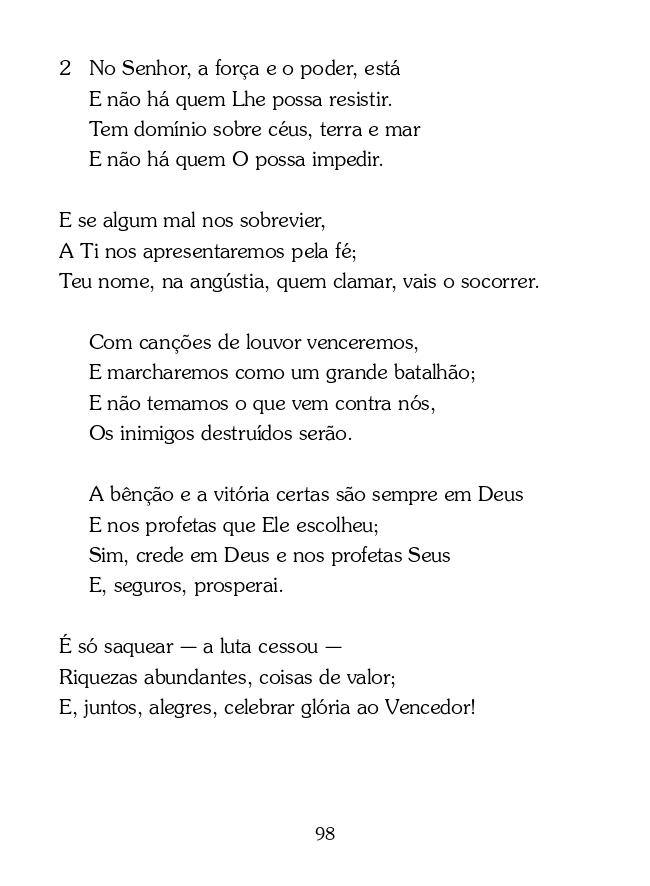 2 No Senhor, a força e o poder, está
E não há quem Lhe possa resistir.
Tem domínio sobre céus, terra e mar
E não há quem O possa impedir.
E se algum mal nos sobrevier,
A Ti nos apresentaremos pela fé;
Teu nome, na angústia, quem clamar, vais o socorrer.
Com canções de louvor venceremos,
E marcharemos como um grande batalhão;
E não temamos o que vem contra nós,
Os inimigos destruídos serão.
A bênção e a vitória certas são sempre em Deus
E nos profetas que Ele escolheu;
Sim, crede em Deus e nos profetas Seus
E, seguros, prosperai.
É só saquear — a luta cessou —
Riquezas abundantes, coisas de valor;
E, juntos, alegres, celebrar glória ao Vencedor!
98